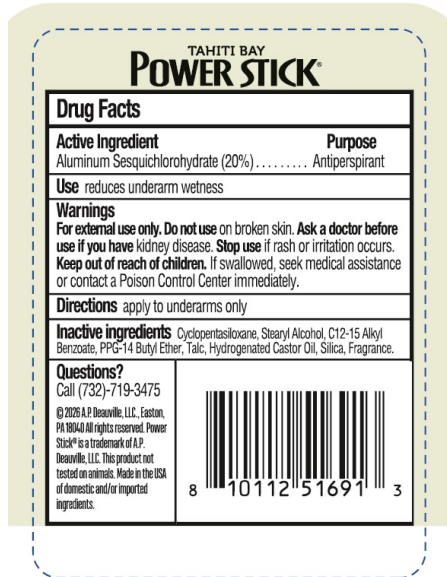 TAHITI BAY
POWER STICK®
Drug Facts
Active Ingredient Purpose
Aluminum Sesquichlorohydrate (20%) ......... Antiperspirant
Use reduces underarm wetness
Warnings
For external use only. Do not use on broken skin. Ask a doctor before
use if you have kidney disease. Stop use if rash or irritation occurs.
Keep out of reach of children. If swallowed, seek medical assistance
or contact a Poison Control Center immediately.
Directions apply to underarms only
Inactive ingredients Cyclopentasiloxane, Stearyl Alcohol, C12-15 Alkyl
Benzoate, PPG-14 Butyl Ether, Talc, Hydrogenated Castor Oil, Silica, Fragrance.
Questions?
Call (732)-719-3475
© 2026 A.P. Deauville, LLC., Easton,
PA 18040 All rights reserved. Power
Stick® is a trademark of A.P.
Deauville, LLC. This product not
tested on animals. Made in the USA
of domestic and/or imported
ingredients.
8 10112 51691 3